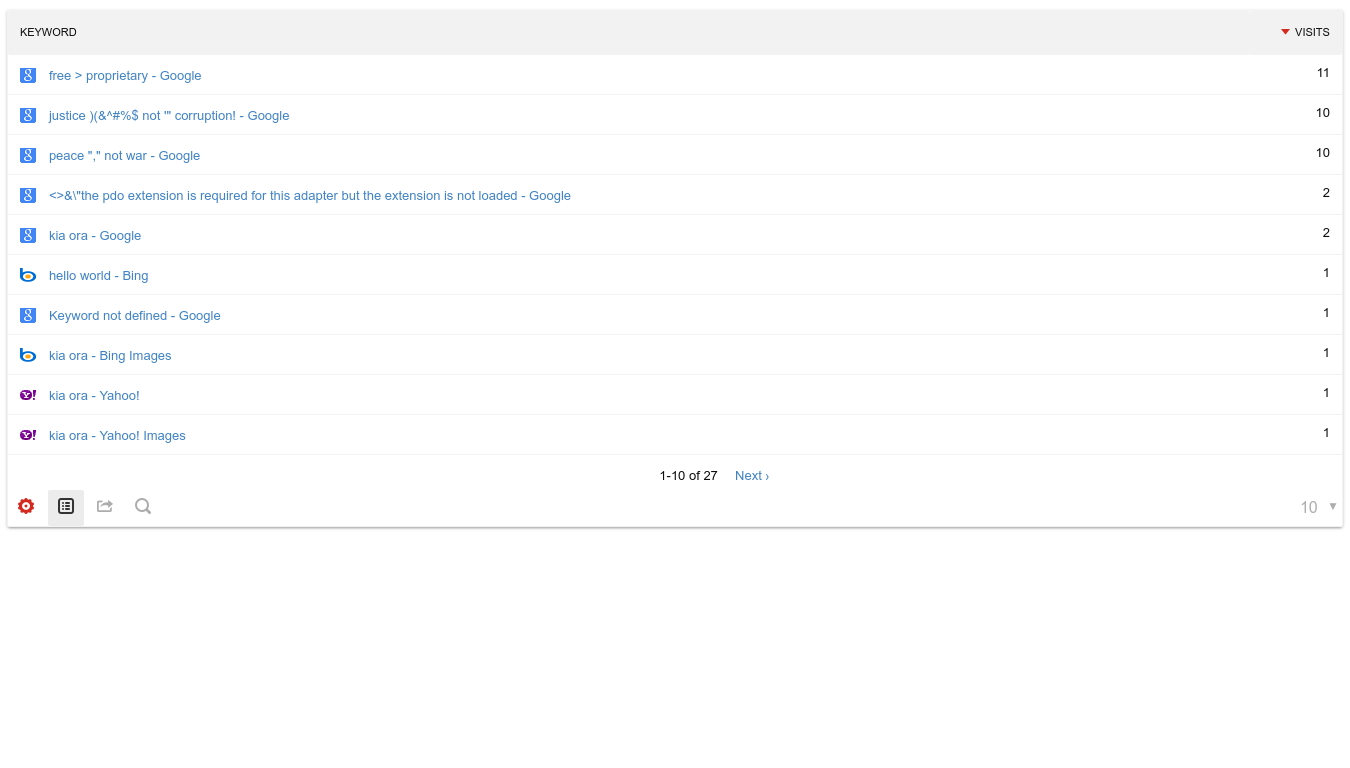 KEYWORD VISITS
free > proprietary - Google 11
justice )(&^#%$ not '" corruption! - Google 10
peace "," not war - Google 10
<>&\"the pdo extension is required for this adapter but the extension is not loaded - Google 2
kia ora - Google 2
hello world - Bing 1
Keyword not defined - Google 1
kia ora - Bing Images 1
kia ora - Yahoo! 1
kia ora - Yahoo! Images 1
1-10 of 27 Next ›
10